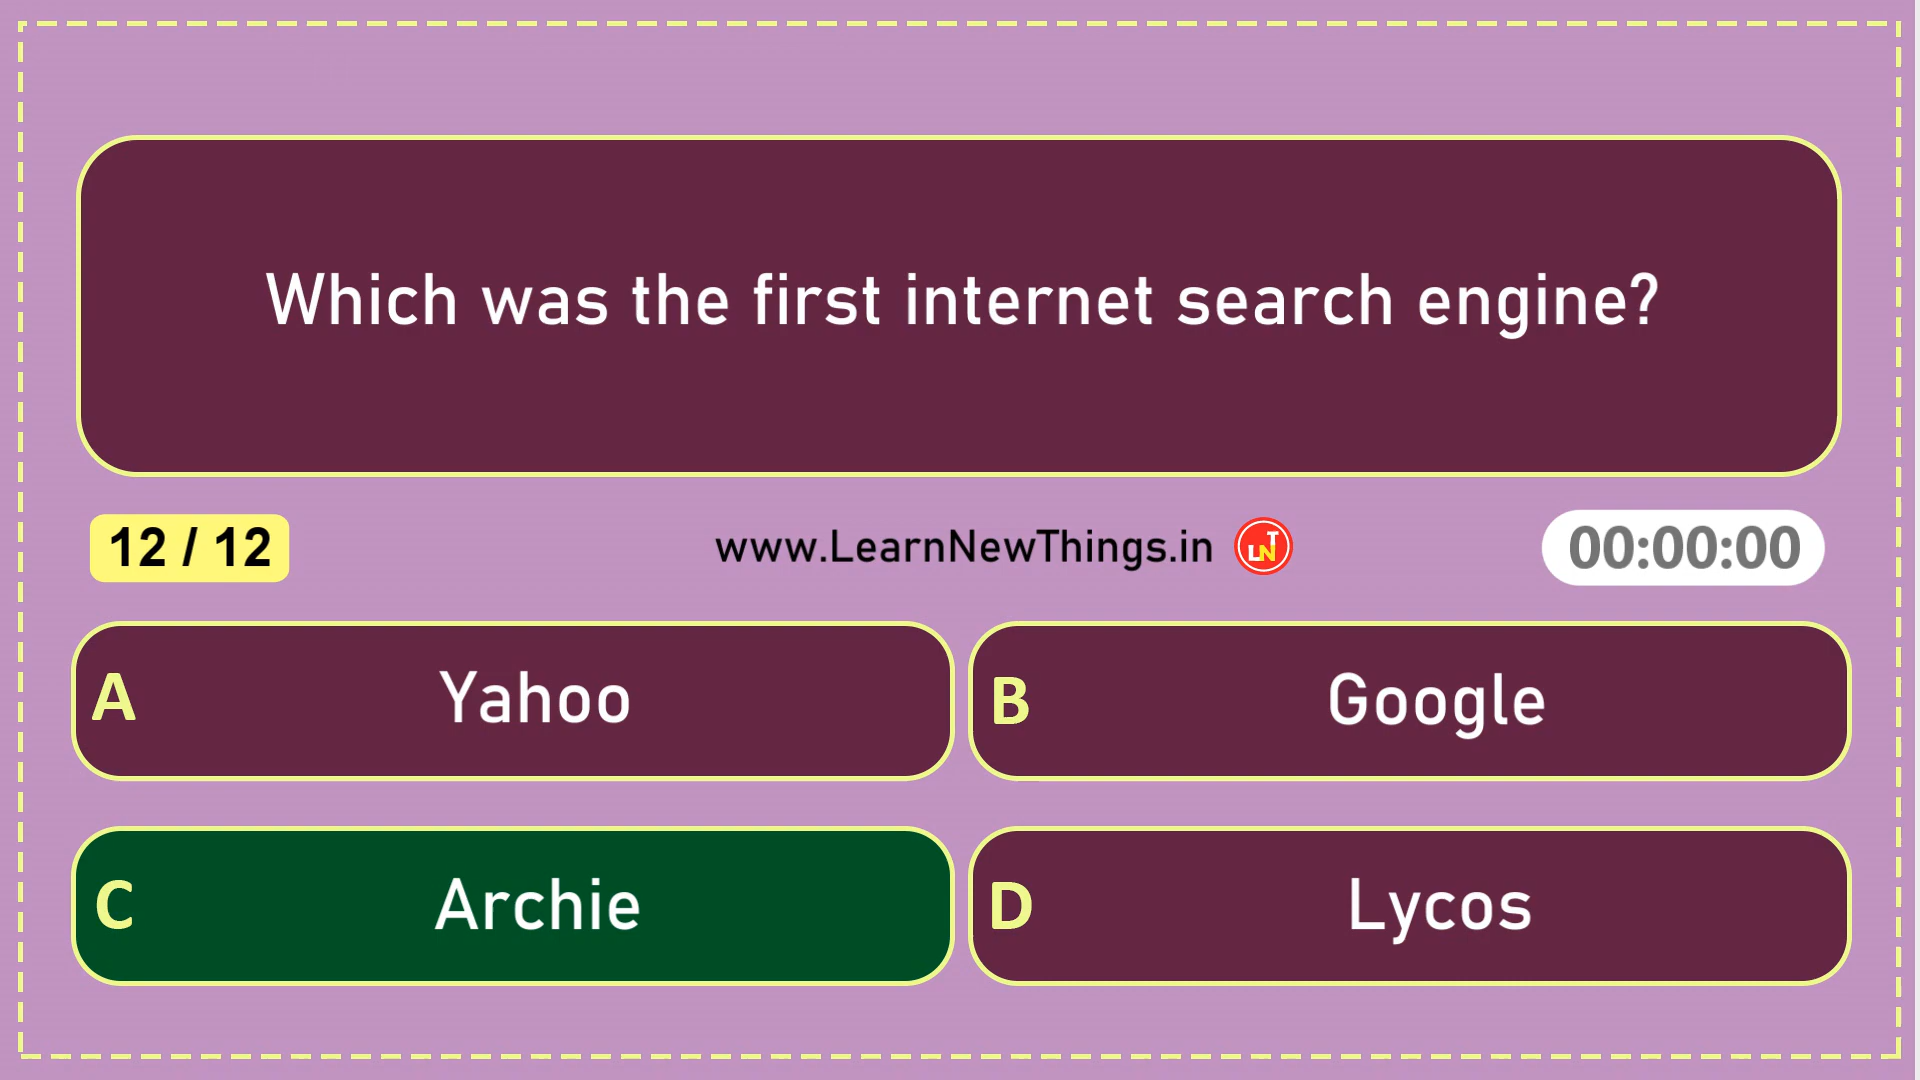 Which was the first internet search engine?
12 / 12
www.LearnNewThings.in
LNT
00:00:00
A Yahoo
B Google
C Archie
D Lycos